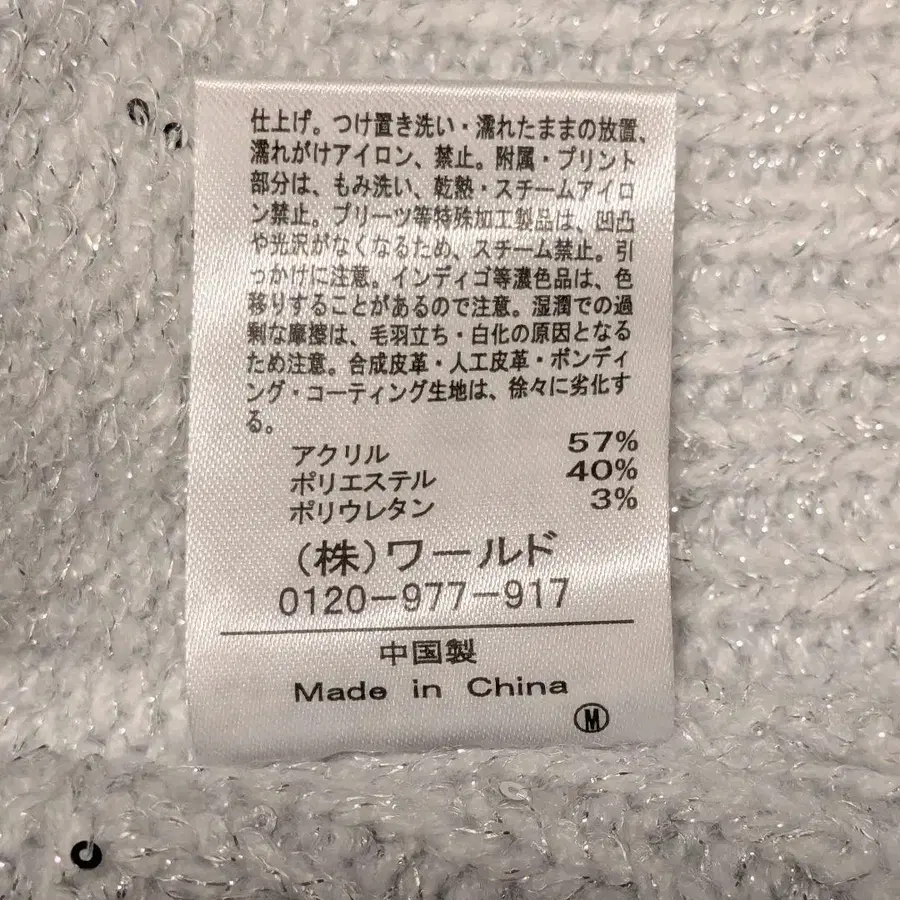 仕上げ。つけ置き洗い・濡れたままの放置、
濡れがけアイロン、禁止。附属・プリント
部分は、もみ洗い、乾熱・スチームアイロ
ン禁止。プリーツ等特殊加工製品は、凹凸
や光沢がなくなるため、スチーム禁止。引
っかけに注意。インディゴ等濃色品は、色
移りすることがあるので注意。湿潤での過
剰な摩擦は、毛羽立ち・白化の原因となる
ため注意。合成皮革・人工皮革・ボンディ
ング・コーティング生地は、徐々に劣化す
る。
アクリル 57%
ポリエステル 40%
ポリウレタン 3%
(株)ワールド
0120-977-917
中国製
Made in China
M